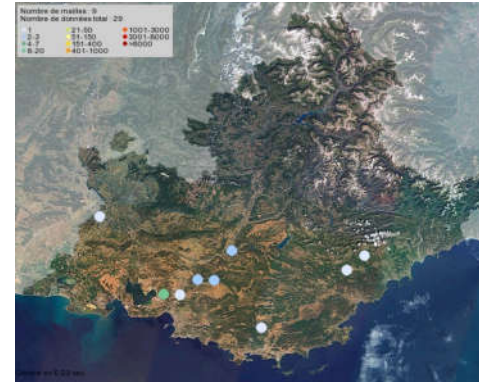 Nombre de mailles : 9
Nombre de données total : 29
1 21-50 1001-3000
2-3 51-150 3001-6000
4-7 151-400 >6000
8-20 401-1000